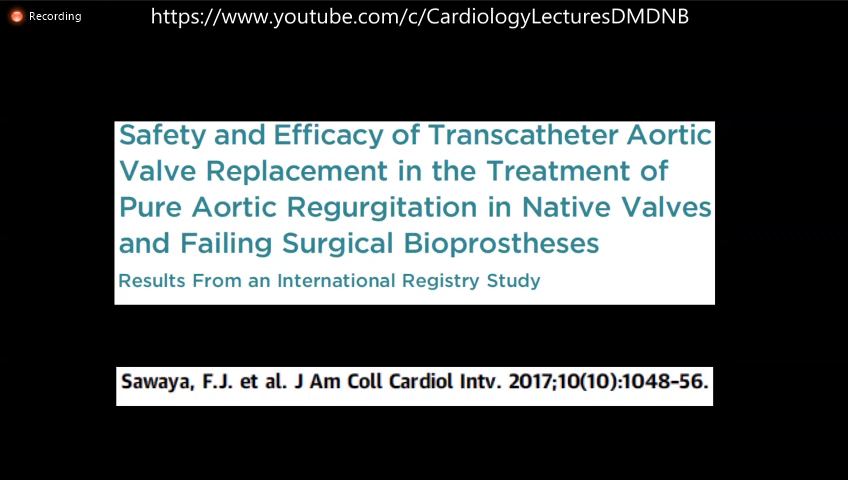 Recording
https://www.youtube.com/c/CardiologyLecturesDMDNB
Safety and Efficacy of Transcatheter Aortic
Valve Replacement in the Treatment of
Pure Aortic Regurgitation in Native Valves
and Failing Surgical Bioprostheses
Results From an International Registry Study
Sawaya, F.J. et al. J Am Coll Cardiol Intv. 2017;10(10):1048-56.